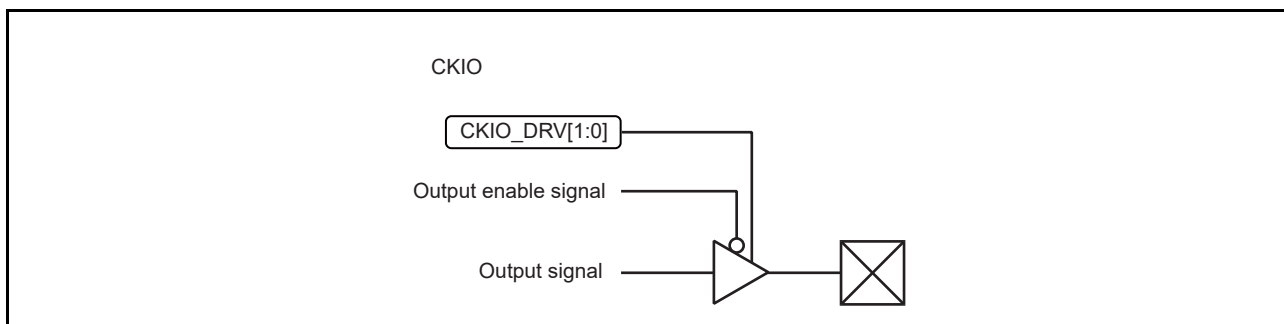 CKIO
CKIO_DRV[1:0]
Output enable signal
Output signal